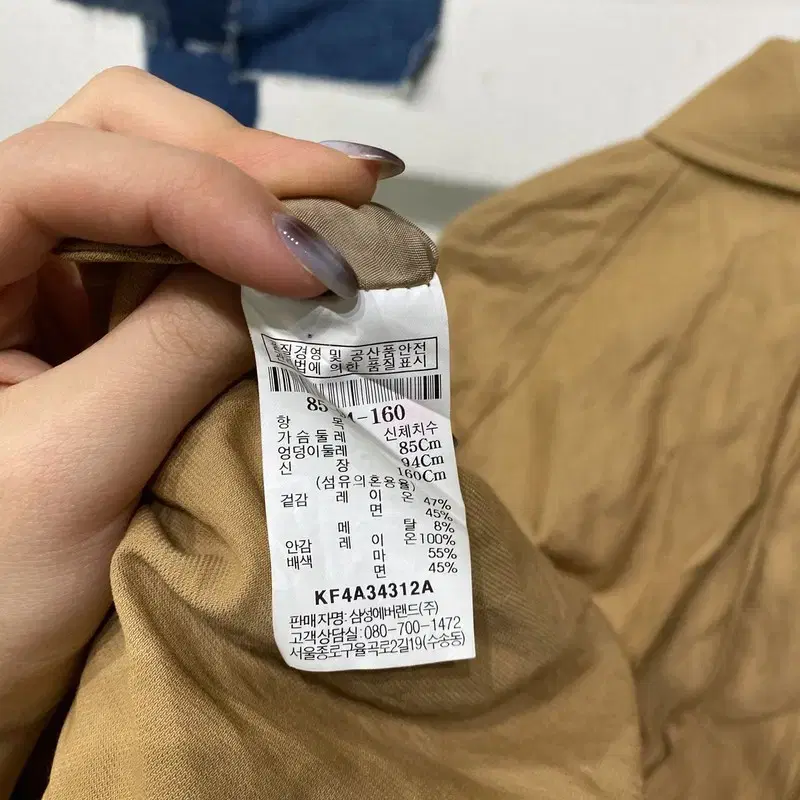 품질경영 및 공산품안전
법에 의한 품질표시
85 -160
항 목 신체치수
가슴둘레 85Cm
엉덩이둘레 94Cm
신 장 160Cm
(섬유의혼용율)
겉감 레이온 47%
면 45%
메탈 8%
안감 레이온 100%
배색 마 55%
면 45%
KF4A34312A
판매자명: 삼성에버랜드(주)
고객상담실: 080-700-1472
서울종로구율곡로2길19(수송동)